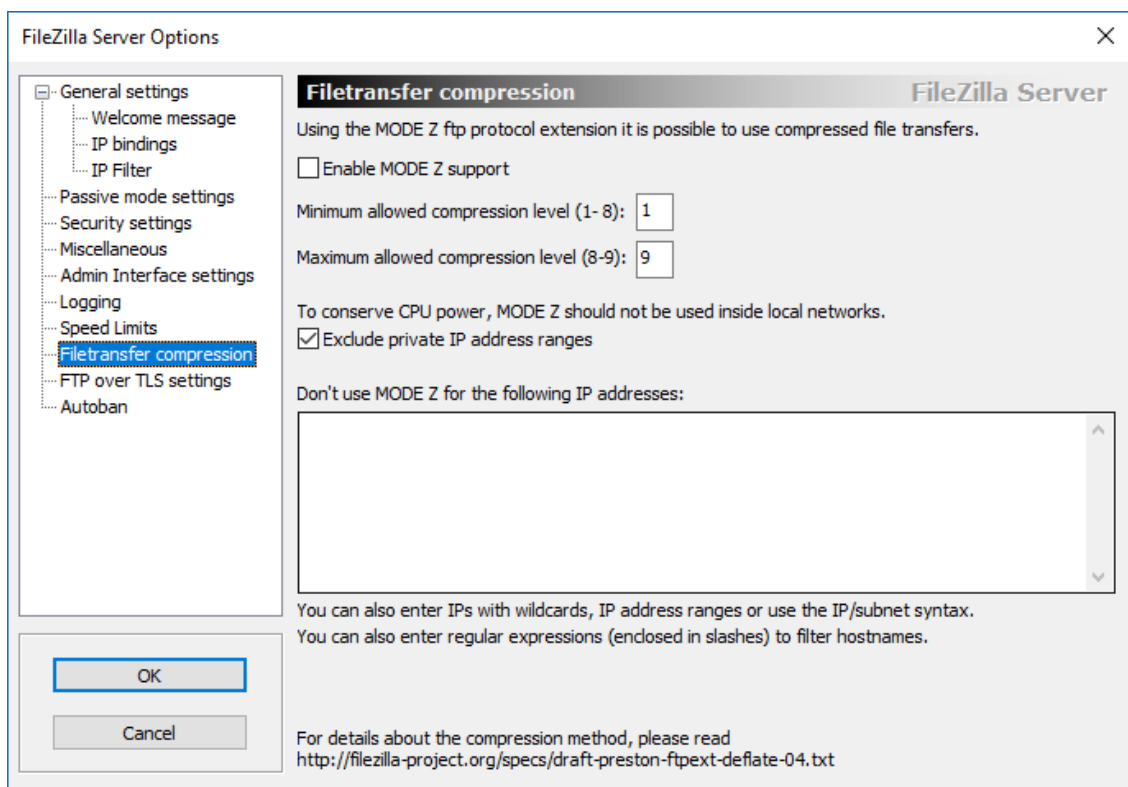 FileZilla Server Options
General settings
Welcome message
IP bindings
IP Filter
Passive mode settings
Security settings
Miscellaneous
Admin Interface settings
Logging
Speed Limits
Filetransfer compression
FTP over TLS settings
Autoban
OK
Cancel
Filetransfer compression FileZilla Server
Using the MODE Z ftp protocol extension it is possible to use compressed file transfers.
Enable MODE Z support
Minimum allowed compression level (1- 8): 1
Maximum allowed compression level (8-9): 9
To conserve CPU power, MODE Z should not be used inside local networks.
Exclude private IP address ranges
Don't use MODE Z for the following IP addresses:
You can also enter IPs with wildcards, IP address ranges or use the IP/subnet syntax.
You can also enter regular expressions (enclosed in slashes) to filter hostnames.
For details about the compression method, please read
http://filezilla-project.org/specs/draft-preston-ftpext-deflate-04.txt